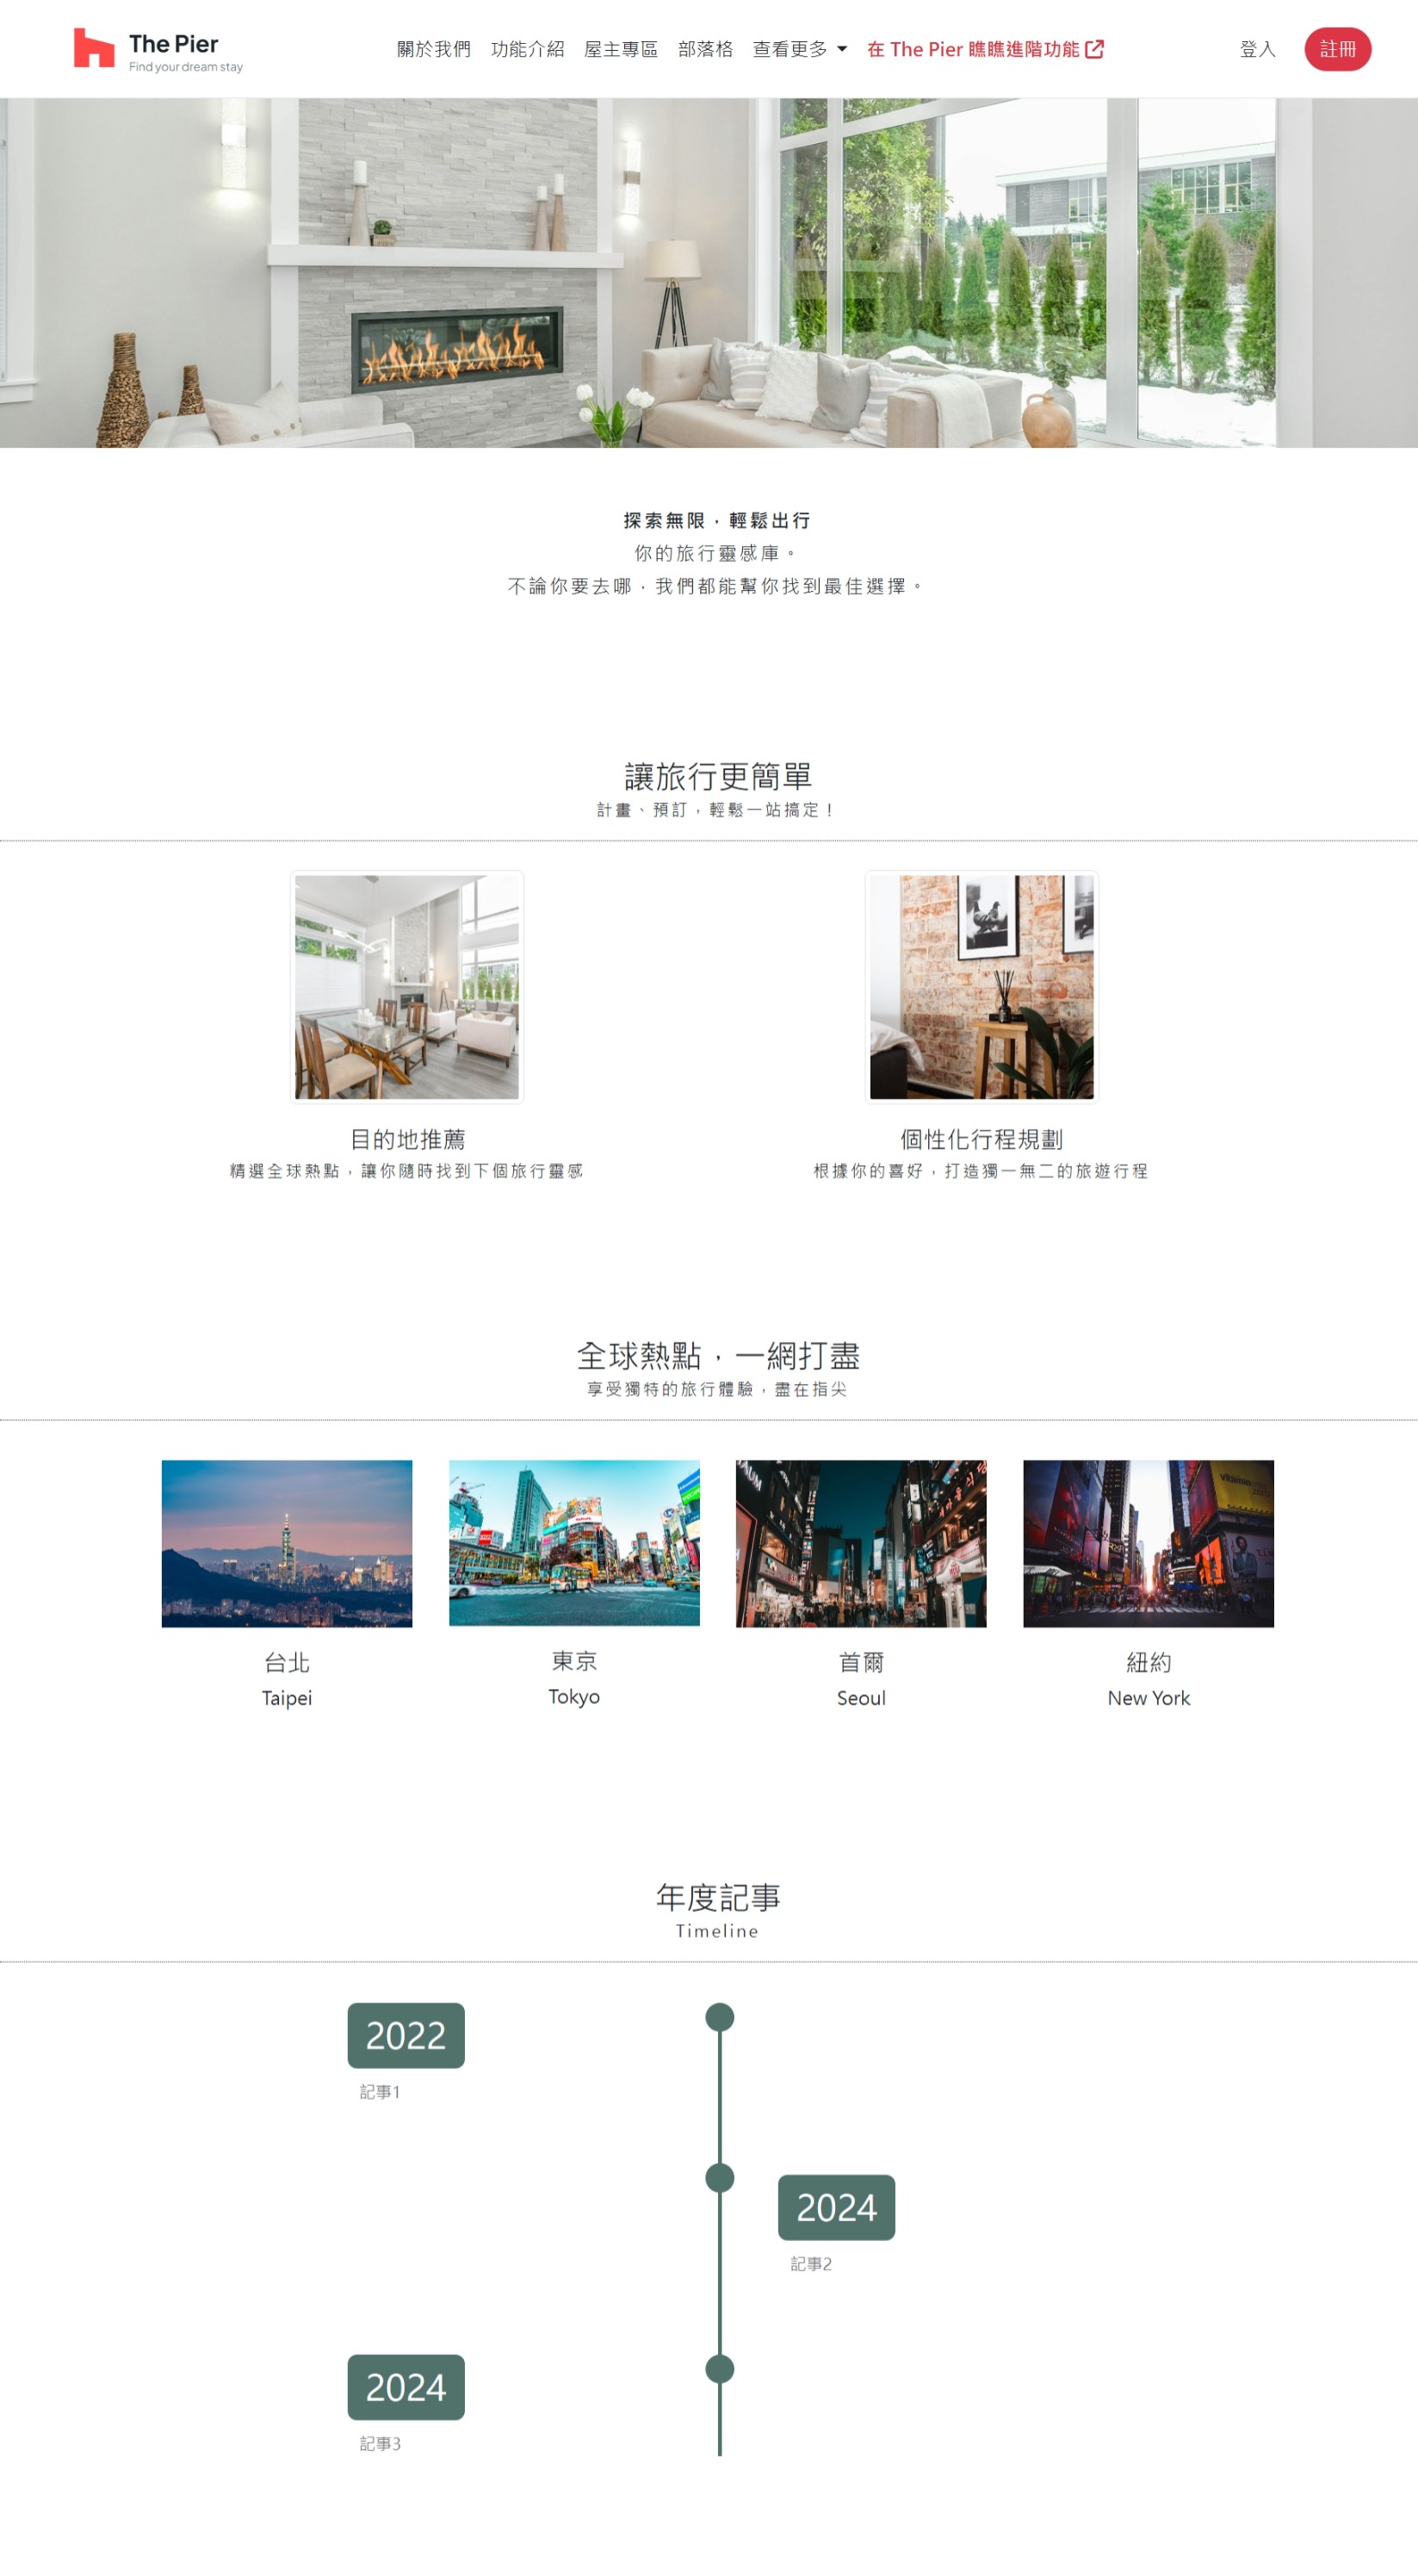 The Pier
Find your dream stay
關於我們 功能介紹 屋主專區 部落格 查看更多 在 The Pier 瞧瞧進階功能
登入 註冊
探索無限，輕鬆出行
你的旅行靈感庫。
不論你要去哪，我們都能幫你找到最佳選擇。
讓旅行更簡單
計畫、預訂，輕鬆一站搞定！
目的地推薦
精選全球熱點，讓你隨時找到下個旅行靈感
個性化行程規劃
根據你的喜好，打造獨一無二的旅遊行程
全球熱點，一網打盡
享受獨特的旅行體驗，盡在指尖
台北
Taipei
東京
Tokyo
首爾
Seoul
紐約
New York
年度記事
Timeline
2022
記事1
2024
記事2
2024
記事3